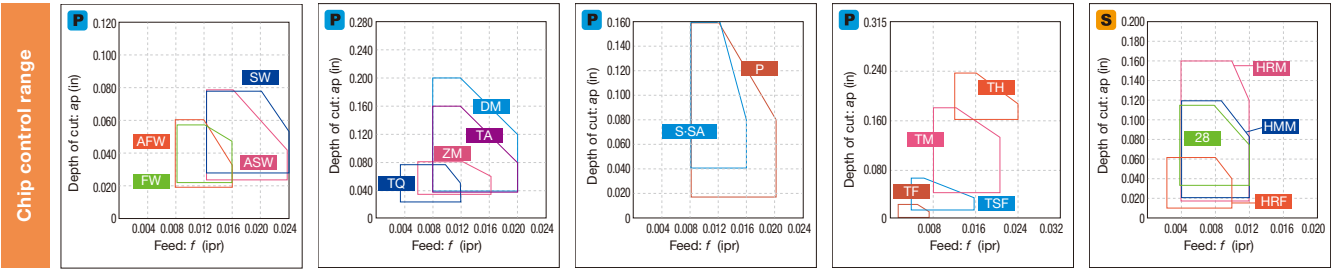 Chip control range
P
Depth of cut: ap (in)
0.120
0.100
0.080
0.060
0.040
0.020
0
SW
AFW
ASW
FW
0.004 0.008 0.012 0.016 0.020 0.024
Feed: f (ipr)
P
Depth of cut: ap (in)
0.280
0.240
0.200
0.160
0.120
0.080
0.040
0
DM
TA
ZM
TQ
0.004 0.008 0.012 0.016 0.020 0.024
Feed: f (ipr)
P
Depth of cut: ap (in)
0.160
0.140
0.120
0.100
0.080
0.060
0.040
0.020
0.000
P
S·SA
0.004 0.008 0.012 0.016 0.020 0.024
Feed: f (ipr)
P
Depth of cut: ap (in)
0.315
0.240
0.160
0.080
0
TH
TM
TF
TSF
0.008 0.016 0.024 0.032
Feed: f (ipr)
S
Depth of cut: ap (in)
0.200
0.180
0.160
0.140
0.120
0.100
0.080
0.060
0.040
0.020
0
HRM
HMM
28
HRF
0.004 0.008 0.012 0.016 0.020
Feed: f (ipr)